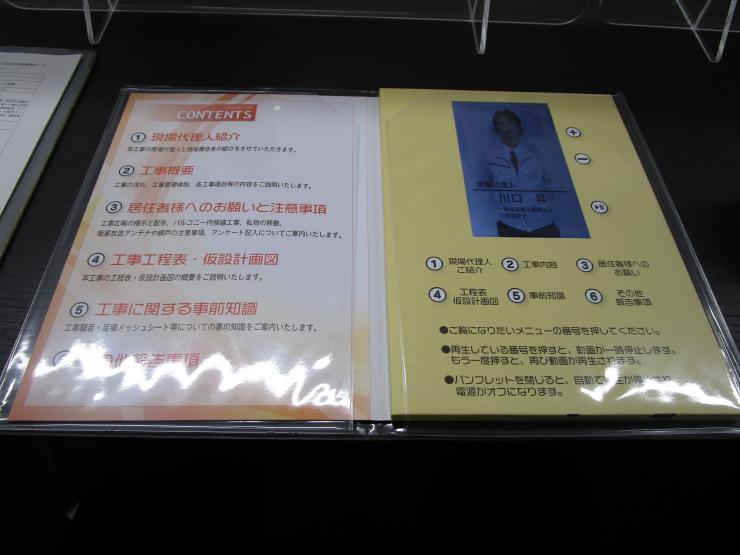 CONTENTS
① 現場代理人紹介
本工事の現場代理人と現場責任者の紹介をさせていただきます。
② 工事概要
工事の流れ、工事管理体制、各工事項目等の内容をご説明いたします。
③ 居住者様へのお願いと注意事項
工事広報の掲示と配布、バルコニー内修繕工事、私物の移動、
衛星放送アンテナや網戸の注意事項、アンケート記入についてご案内いたします。
④ 工事工程表・仮設計画図
本工事の工程表・仮設計画図の概要をご説明いたします。
⑤ 工事に関する事前知識
工事騒音・足場メッシュシート等についての事前知識をご案内いたします。
の他報告事項
現場代理人
川口 昇
+
−
① 現場代理人
ご紹介
② 工事内容
③ 居住者様への
お願い
④ 工程表
仮設計画図
⑤ 事前知識
⑥ その他
報告事項
●ご覧になりたいメニューの番号を押してください。
●再生している番号を押すと、動画が一時停止します。
もう一度押すと、再び動画が再生されます。
●パンフレットを閉じると、自動で 止が停止され
電源がオフになります。